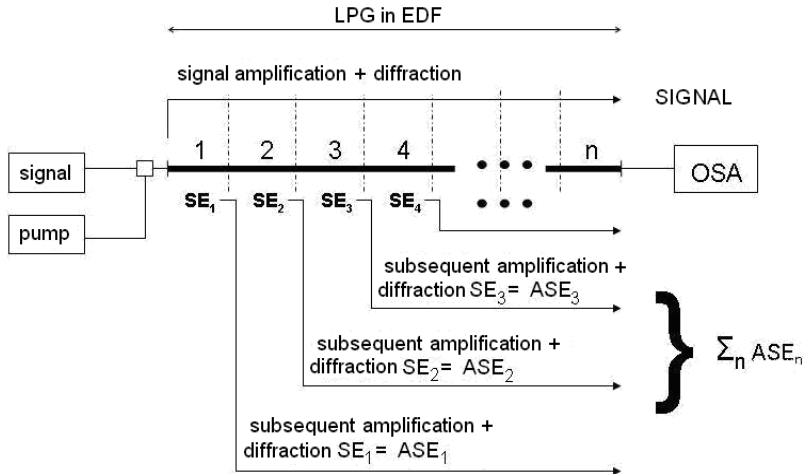 LPG in EDF
signal amplification + diffraction
SIGNAL
1 2 3 4 n
signal
OSA
pump
SE₁ SE₂ SE₃ SE₄
subsequent amplification +
diffraction SE₃ = ASE₃
subsequent amplification +
diffraction SE₂ = ASE₂
Σₙ ASEₙ
subsequent amplification +
diffraction SE₁ = ASE₁